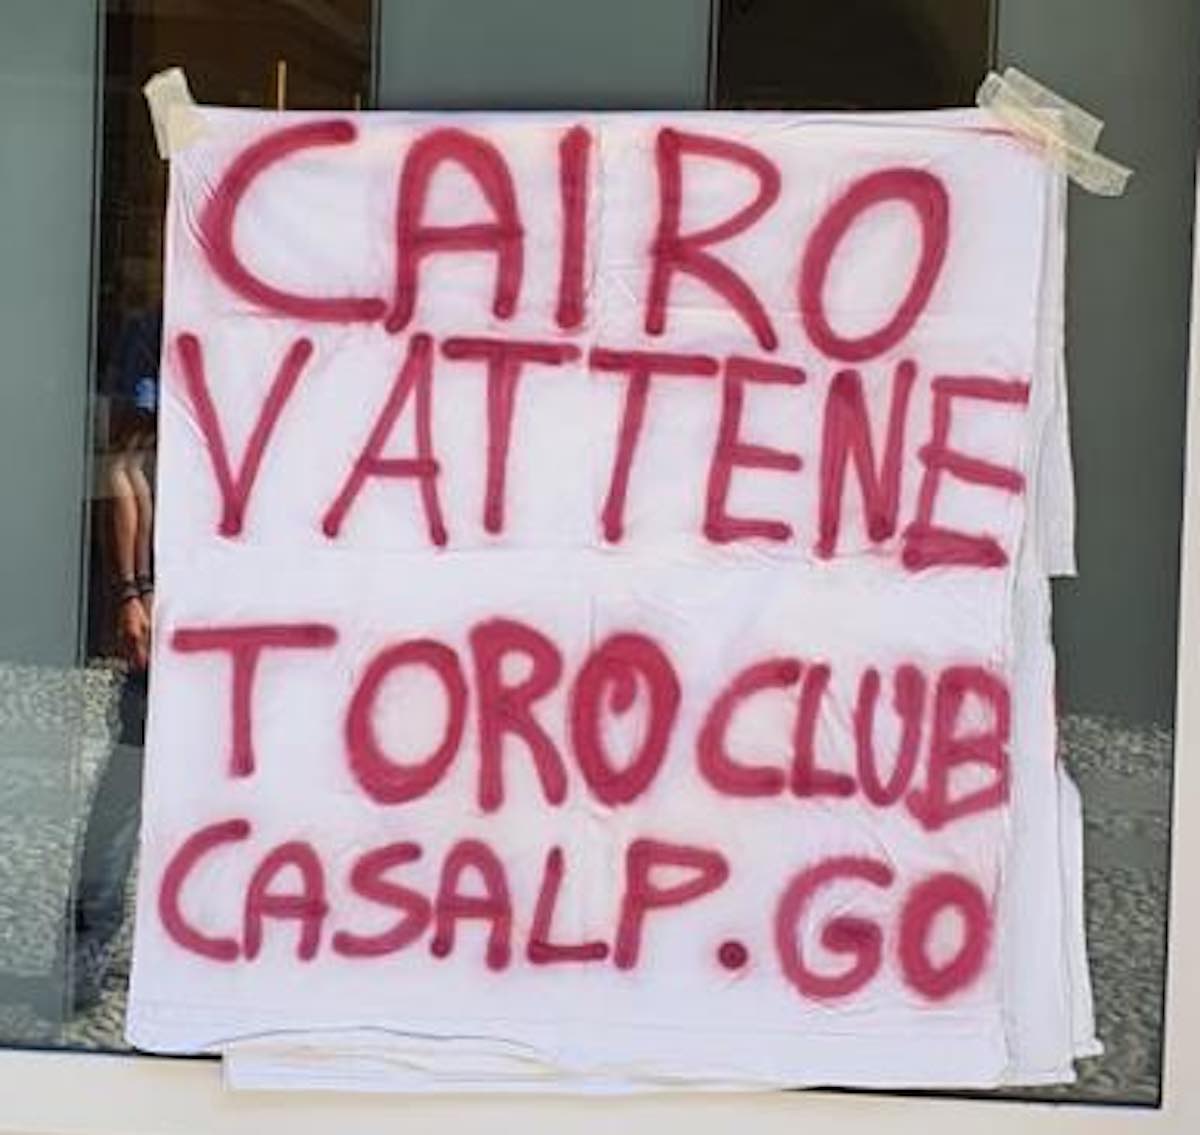 CAIRO
VATTENE
TORO CLUB
CASALP.GO